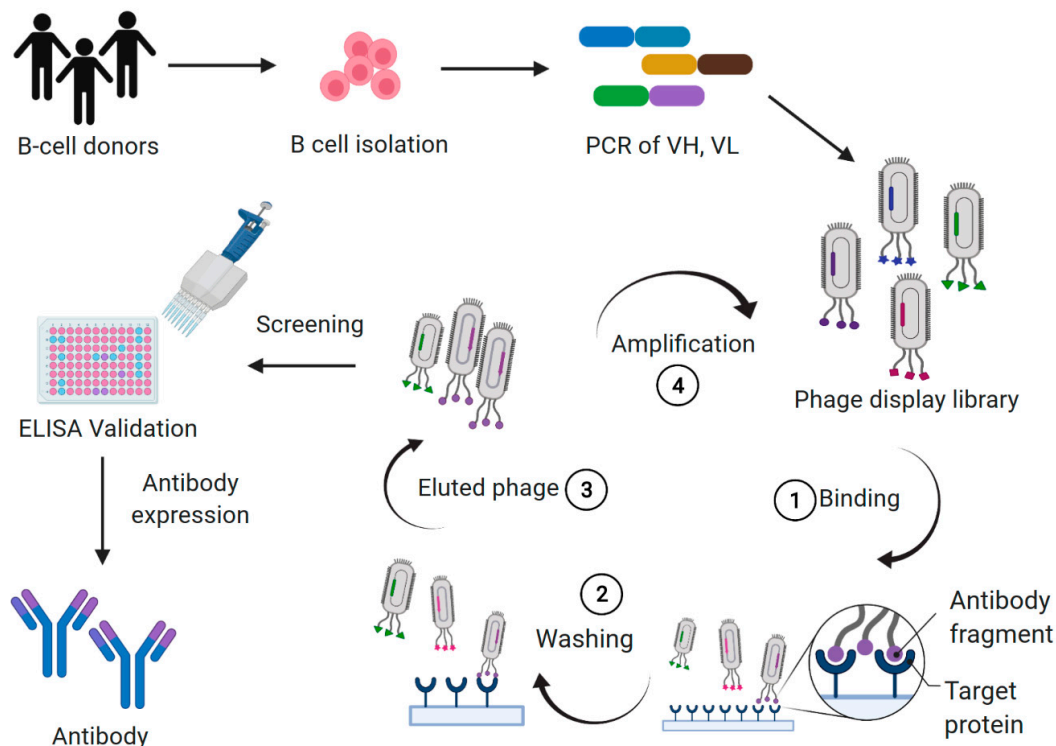 B-cell donors
B cell isolation
PCR of VH, VL
Screening
Amplification
4
Phage display library
ELISA Validation
Antibody
expression
Eluted phage
3
1
Binding
2
Washing
Antibody
fragment
Target
protein
Antibody